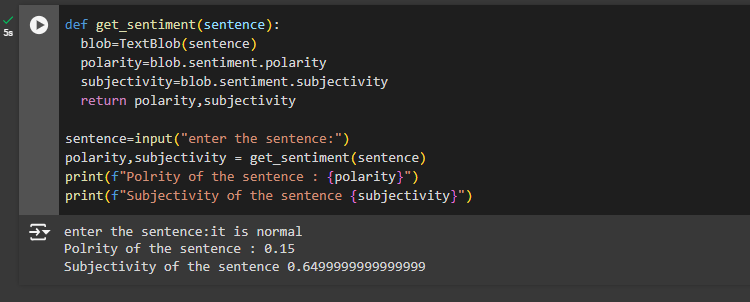 5s
def get_sentiment(sentence):
  blob=TextBlob(sentence)
  polarity=blob.sentiment.polarity
  subjectivity=blob.sentiment.subjectivity
  return polarity,subjectivity

sentence=input("enter the sentence:")
polarity,subjectivity = get_sentiment(sentence)
print(f"Polrity of the sentence : {polarity}")
print(f"Subjectivity of the sentence {subjectivity}")
enter the sentence:it is normal
Polrity of the sentence : 0.15
Subjectivity of the sentence 0.6499999999999999